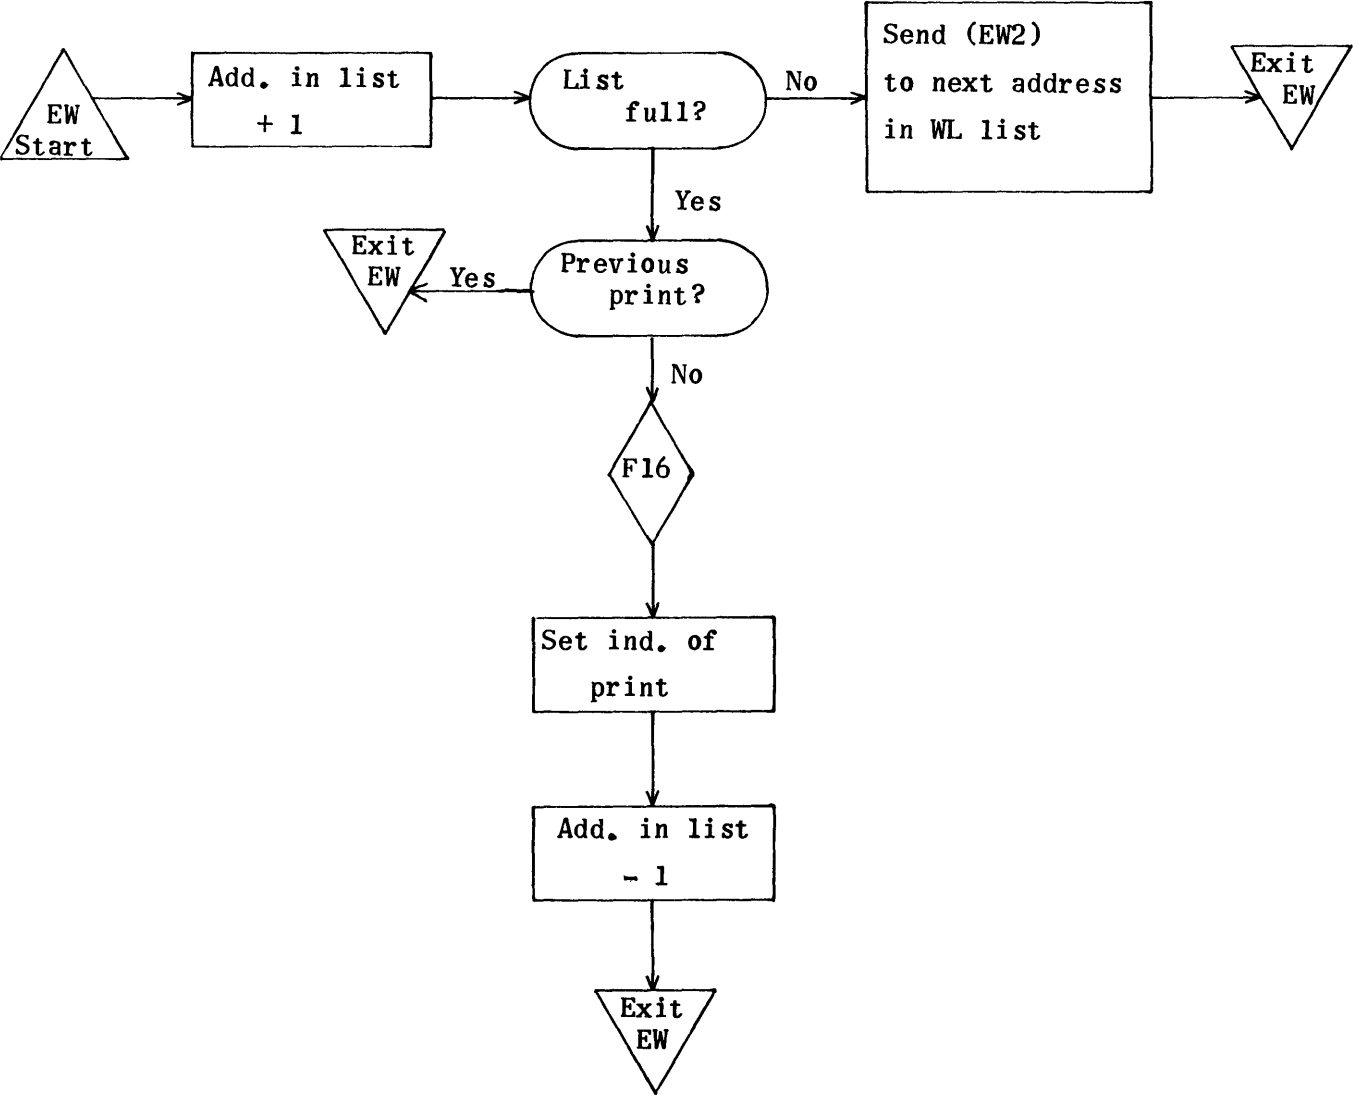 EW
Start
Add. in list
+ 1
List
full?
No
Send (EW2)
to next address
in WL list
Exit
EW
Yes
Previous
print?
Yes
Exit
EW
No
F16
Set ind. of
print
Add. in list
- 1
Exit
EW